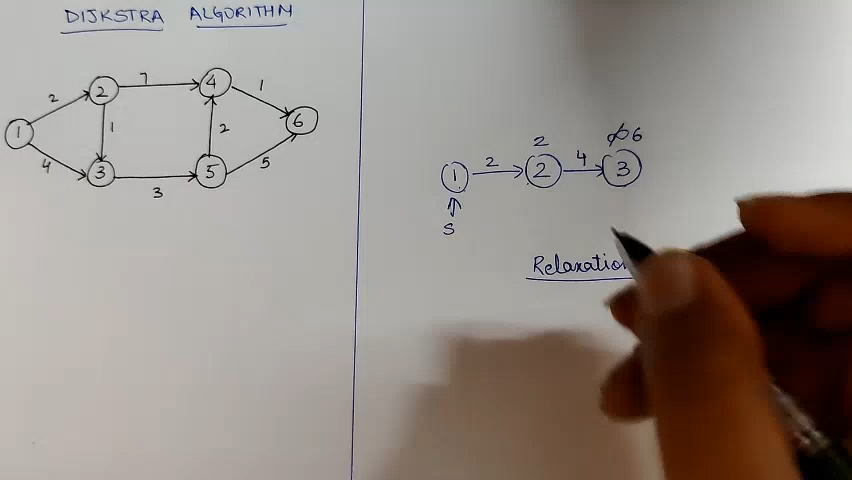 DIJKSTRA ALGORITHM
2 7 1
1 2 4 6
1 2
4 3 5 5
3
2 ∞ 6
1 2 2 4 3
S
Relaxation